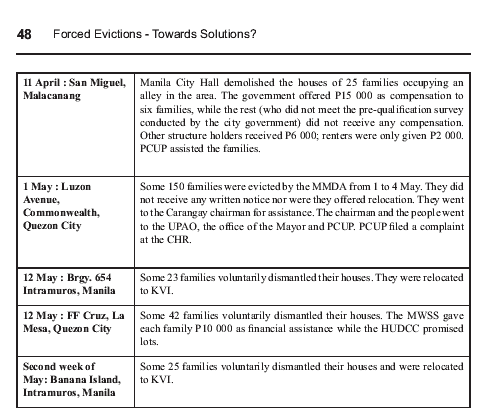 48 Forced Evictions - Towards Solutions?
11 April : San Miguel,
Malacanang
Manila City Hall demolished the houses of 25 families occupying an
alley in the area. The government offered P15 000 as compensation to
six families, while the rest (who did not meet the pre-qualification survey
conducted by the city government) did not receive any compensation.
Other structure holders received P6 000; renters were only given P2 000.
PCUP assisted the families.
1 May : Luzon
Avenue,
Commonwealth,
Quezon City
Some 150 families were evicted by the MMDA from 1 to 4 May. They did
not receive any written notice nor were they offered relocation. They went
to the Carangay chairman for assistance. The chairman and the people went
to the UPAO, the office of the Mayor and PCUP. PCUP filed a complaint
at the CHR.
12 May : Brgy. 654
Intramuros, Manila
Some 23 families voluntarily dismantled their houses. They were relocated
to KVI.
12 May : FF Cruz, La
Mesa, Quezon City
Some 42 families voluntarily dismantled their houses. The MWSS gave
each family P10 000 as financial assistance while the HUDCC promised
lots.
Second week of
May: Banana Island,
Intramuros, Manila
Some 25 families voluntarily dismantled their houses and were relocated
to KVI.